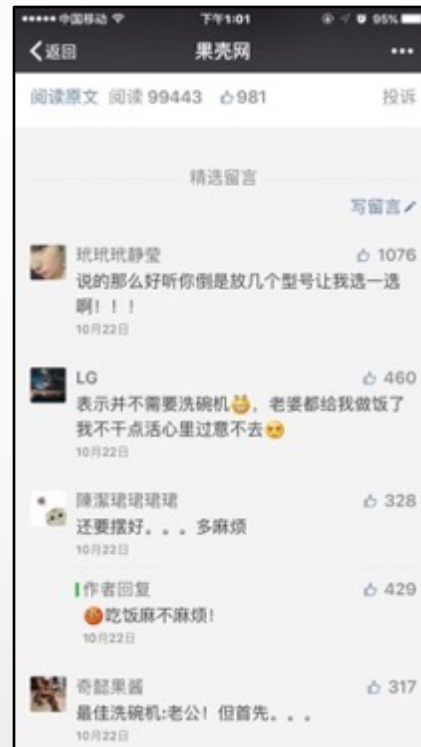 中国移动 下午1:01 95%
返回 果壳网
阅读原文 阅读 99443 981 投诉
精选留言
写留言
玳玳玳静莹 1076
说的那么好听你倒是放几个型号让我选一选
啊！！！
10月22日
LG 460
表示并不需要洗碗机😄，老婆都给我做饭了
我不干点活心里过意不去😏
10月22日
陳潔珺珺珺珺 328
还要摆好。。。多麻烦
10月22日
作者回复 429
😡吃饭麻不麻烦！
10月22日
奇懿果酱 317
最佳洗碗机:老公！但首先。。。
10月22日